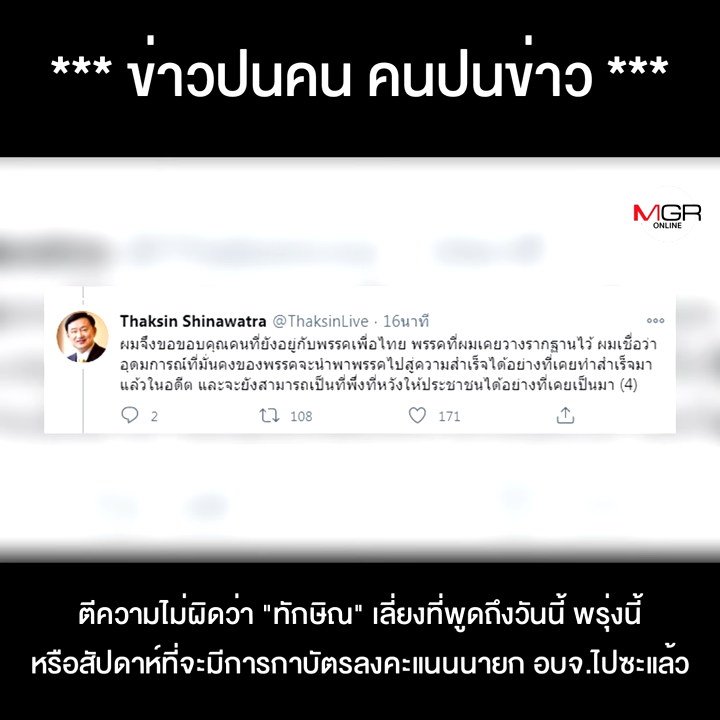 *** ข่าวปนคน คนปนข่าว ***
MGR
ONLINE
Thaksin Shinawatra @ThaksinLive · 16นาที
ผมจึงขอขอบคุณคนที่ยังอยู่กับพรรคเพื่อไทย พรรคที่ผมเคยวางรากฐานไว้ ผมเชื่อว่า
อุดมการณ์ที่มั่นคงของพรรคจะนำพาพรรคไปสู่ความสำเร็จได้อย่างที่เคยทำสำเร็จมา
แล้วในอดีต และจะยังสามารถเป็นที่พึ่งที่หวังให้ประชาชนได้อย่างที่เคยเป็นมา (4)
2 108 171
ตีความไม่ผิดว่า "ทักษิณ" เลี่ยงที่พูดถึงวันนี้ พรุ่งนี้
หรือสัปดาห์ที่จะมีการกาบัตรลงคะแนนนายก อบจ.ไปซะแล้ว